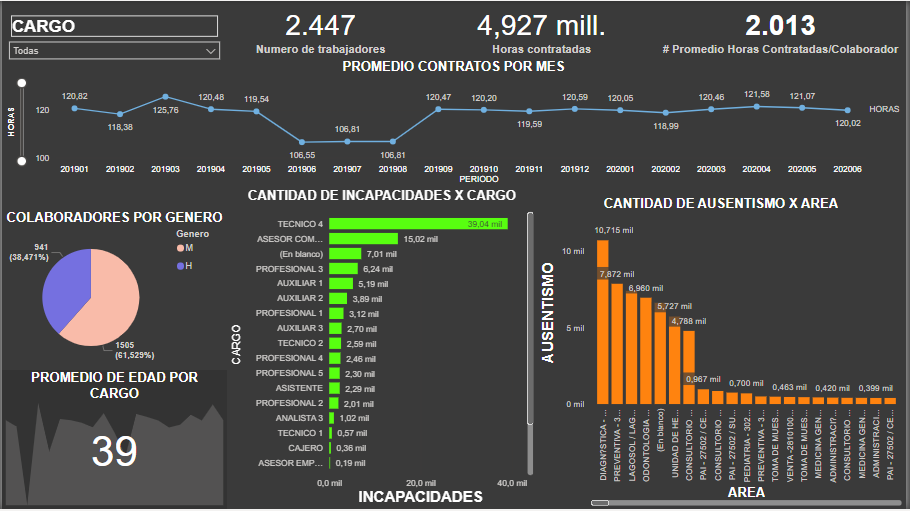 CARGO
Todas
2.447
Numero de trabajadores
4,927 mill.
Horas contratadas
2.013
# Promedio Horas Contratadas/Colaborador
PROMEDIO CONTRATOS POR MES
HORAS
120
100
120,82
118,38
125,76
120,48
119,54
106,55
106,81
106,81
120,47
120,20
119,59
120,59
120,05
118,99
120,46
121,58
121,07
120,02
HORAS
201901
201902
201903
201904
201905
201906
201907
201908
201909
201910
201911
201912
202001
202002
202003
202004
202005
202006
PERIODO
COLABORADORES POR GENERO
Genero
M
H
941
(38,471%)
1505
(61,529%)
PROMEDIO DE EDAD POR
CARGO
39
CANTIDAD DE INCAPACIDADES X CARGO
CARGO
TECNICO 4 39,04 mil
ASESOR COM... 15,02 mil
(En blanco) 7,01 mil
PROFESIONAL 3 6,24 mil
AUXILIAR 1 5,19 mil
AUXILIAR 2 3,89 mil
PROFESIONAL 1 3,12 mil
AUXILIAR 3 2,70 mil
TECNICO 2 2,59 mil
PROFESIONAL 4 2,46 mil
PROFESIONAL 5 2,30 mil
ASISTENTE 2,29 mil
PROFESIONAL 2 2,01 mil
ANALISTA 3 1,02 mil
TECNICO 1 0,57 mil
CAJERO 0,36 mil
ASESOR EMP... 0,19 mil
0,0 mil 20,0 mil 40,0 mil
INCAPACIDADES
CANTIDAD DE AUSENTISMO X AREA
AUSENTISMO
10 mil
5 mil
0 mil
10,715 mil
7,872 mil
6,960 mil
5,727 mil
4,788 mil
0,967 mil
0,700 mil
0,463 mil
0,420 mil
0,399 mil
DIAGN?STICA - ...
PREVENTIVA - 3...
LAGOSOL / LAG...
ODONTOLOGIA ...
(En blanco)
UNIDAD DE HE...
CONSULTORIO ...
PAI - 27502 / CE...
CONSULTORIO ...
PAI - 27502 / SU...
PEDIATRIA - 302...
PREVENTIVA - 3...
TOMA DE MUES...
VENTA -2810100...
TOMA DE MUES...
MEDICINA GEN...
ADMINISTRACI?...
CONSULTORIO ...
MEDICINA GEN...
ADMINISTRACI...
PAI - 27502 / CE...
AREA